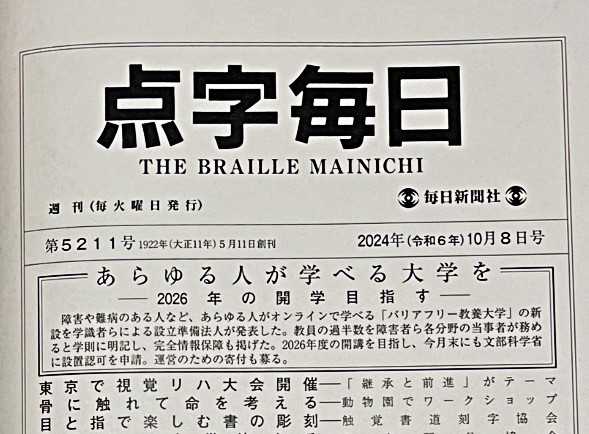 点字毎日
THE BRAILLE MAINICHI
週刊(毎火曜日発行)
毎日新聞社
第5211号 1922年(大正11年)5月11日創刊
2024年(令和6年)10月8日号
あらゆる人が学べる大学を
2026年の開学目指す
障害や難病のある人など、あらゆる人がオンラインで学べる「バリアフリー教養大学」の新
設を学識者らによる設立準備法人が発表した。教員の過半数を障害者ら各分野の当事者が務め
ると学則に明記し、完全情報保障も掲げた。2026年度の開講を目指し、今月末にも文部科学省
に設置認可を申請。運営のための寄付も募る。
東京で視覚リハ大会開催―「継承と前進」がテーマ
骨に触れて命を考える―動物園でワークショップ
目と指で楽しむ書の彫刻―触覚書道刻字協会